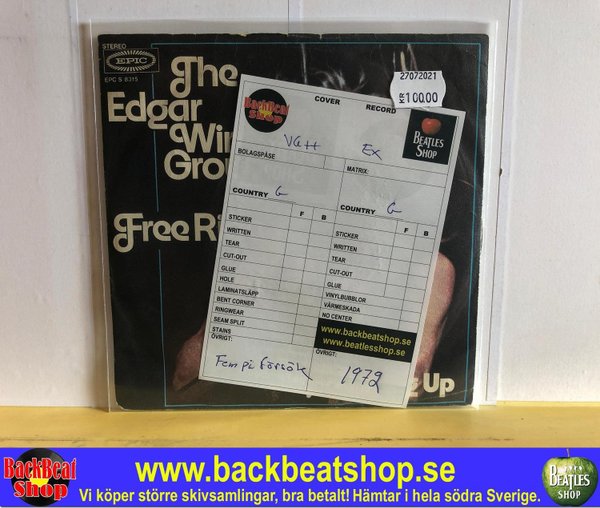 STEREO
EPIC
EPC S 8315
The
Edgar
Win
Gro
Free Ri
Up
27072021
KR 100.00
COVER RECORD
BackBeat
Shop
BEATLES
SHOP
VG++ EX
BOLAGSPÅSE MATRIX:
COUNTRY G COUNTRY G
F B F B
STICKER STICKER
WRITTEN WRITTEN
TEAR TEAR
CUT-OUT CUT-OUT
GLUE GLUE
HOLE VINYLBUBBLOR
LAMINATSLÄPP VÄRMESKADA
BENT CORNER NO CENTER
RINGWEAR
SEAM SPLIT
STAINS
www.backbeatshop.se
www.beatlesshop.se
ÖVRIGT: ÖVRIGT:
Fem på försök 1972
BackBeat
Shop
www.backbeatshop.se
Vi köper större skivsamlingar, bra betalt! Hämtar i hela södra Sverige.
BEATLES
SHOP